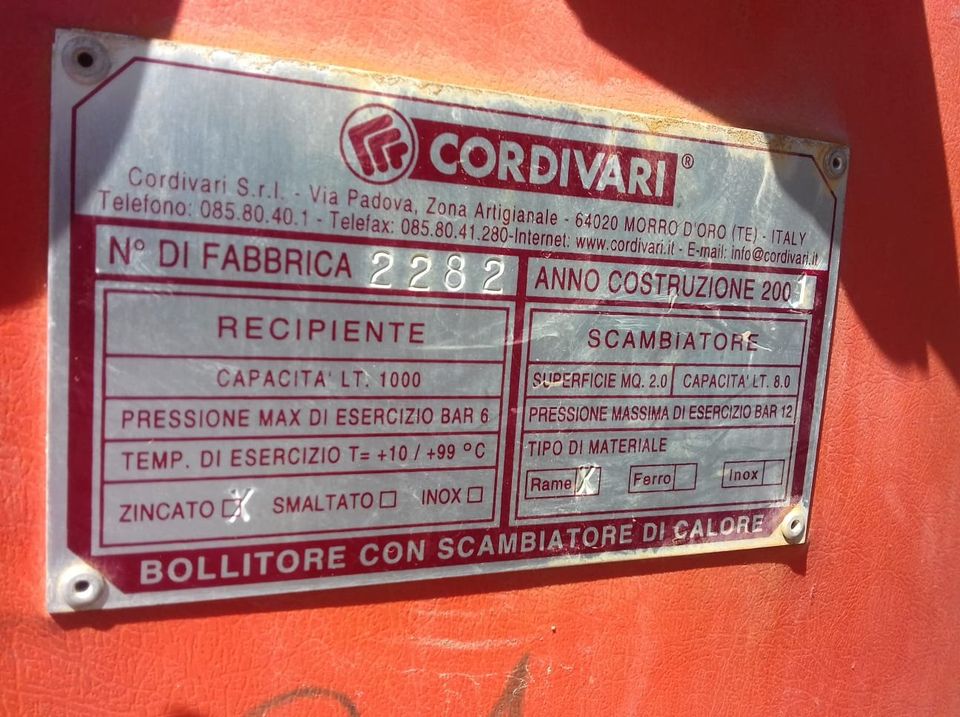 CORDIVARI®
Cordivari S.r.l. - Via Padova, Zona Artigianale - 64020 MORRO D'ORO (TE) - ITALY
Telefono: 085.80.40.1 - Telefax: 085.80.41.280-Internet: www.cordivari.it - E-mail: info@cordivari.it
N° DI FABBRICA 2282
ANNO COSTRUZIONE 2001
RECIPIENTE
CAPACITA' LT. 1000
PRESSIONE MAX DI ESERCIZIO BAR 6
TEMP. DI ESERCIZIO T= +10 / +99 °C
ZINCATO X SMALTATO INOX
SCAMBIATORE
SUPERFICIE MQ. 2.0 CAPACITA' LT. 8.0
PRESSIONE MASSIMA DI ESERCIZIO BAR 12
TIPO DI MATERIALE
Rame X Ferro Inox
BOLLITORE CON SCAMBIATORE DI CALORE